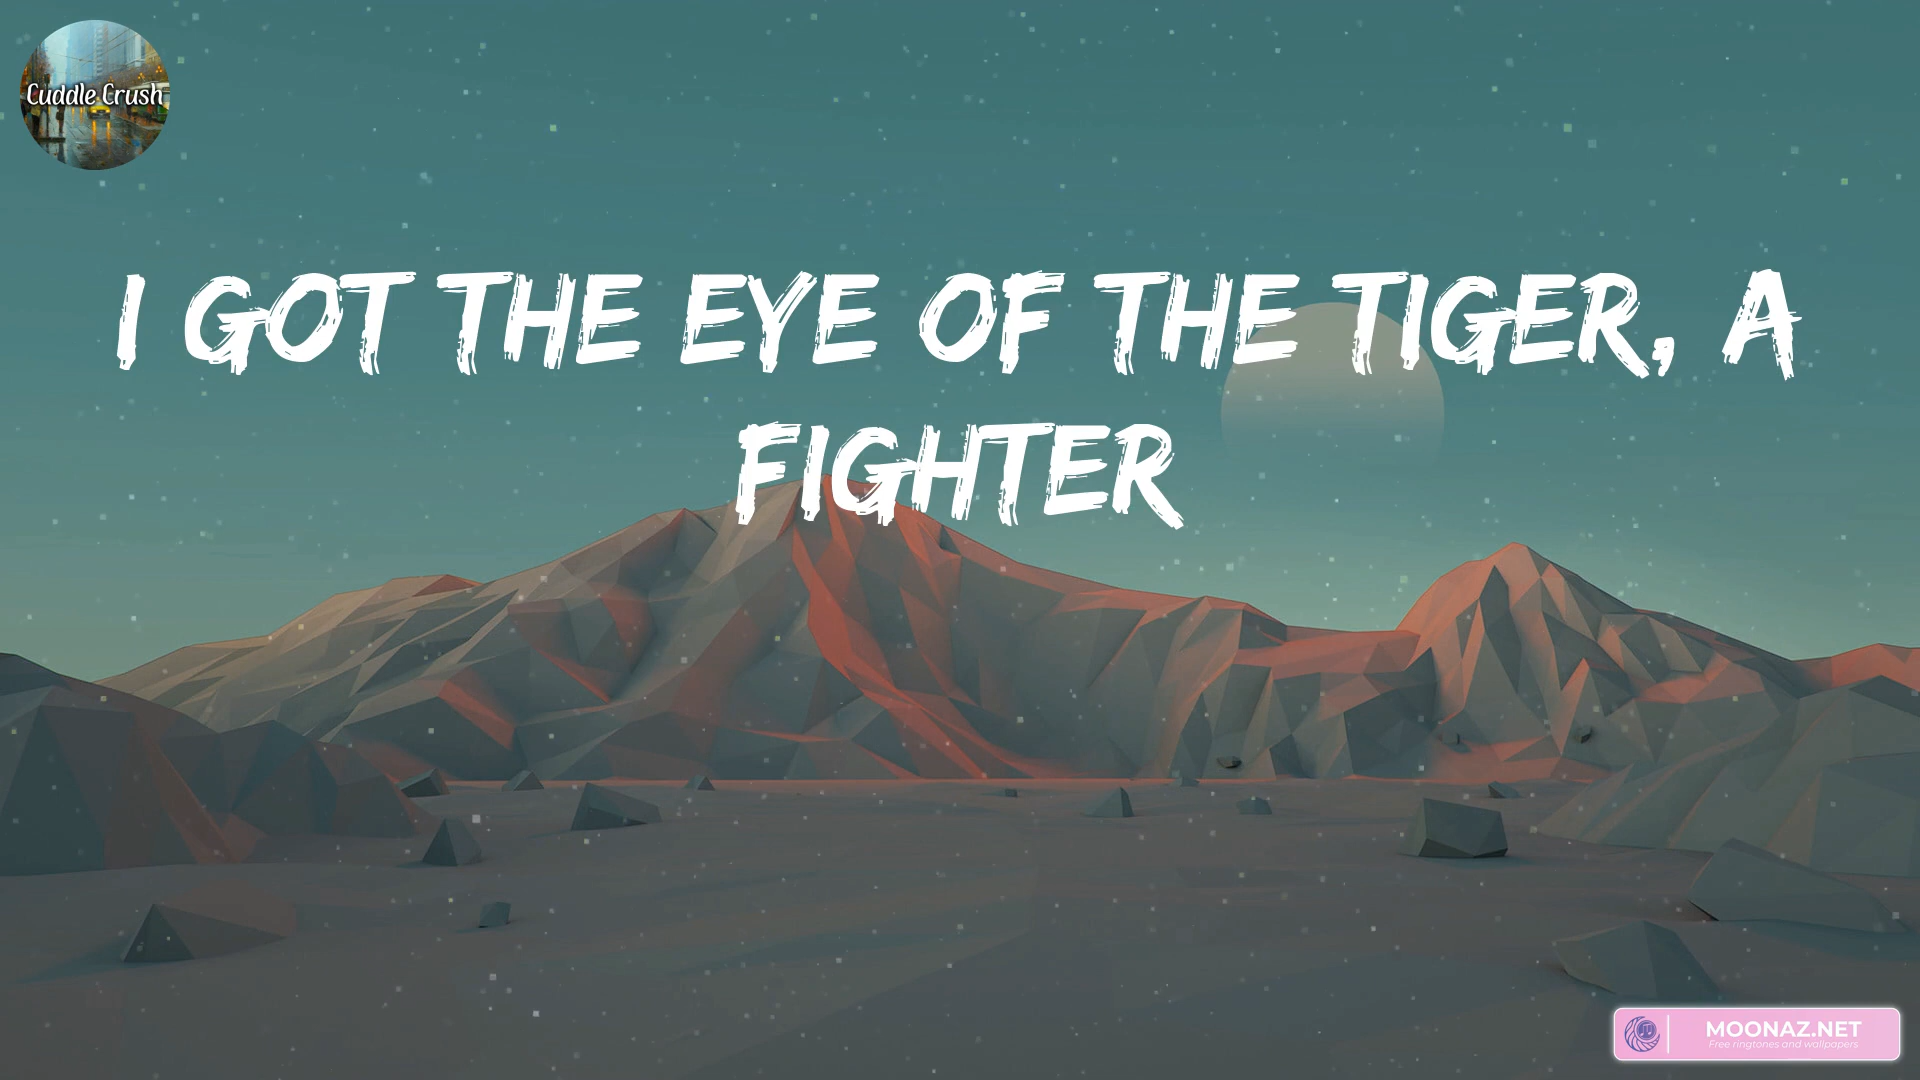 Cuddle Crush
I GOT THE EYE OF THE TIGER, A
FIGHTER
MOONAZ.NET
Free ringtones and wallpapers